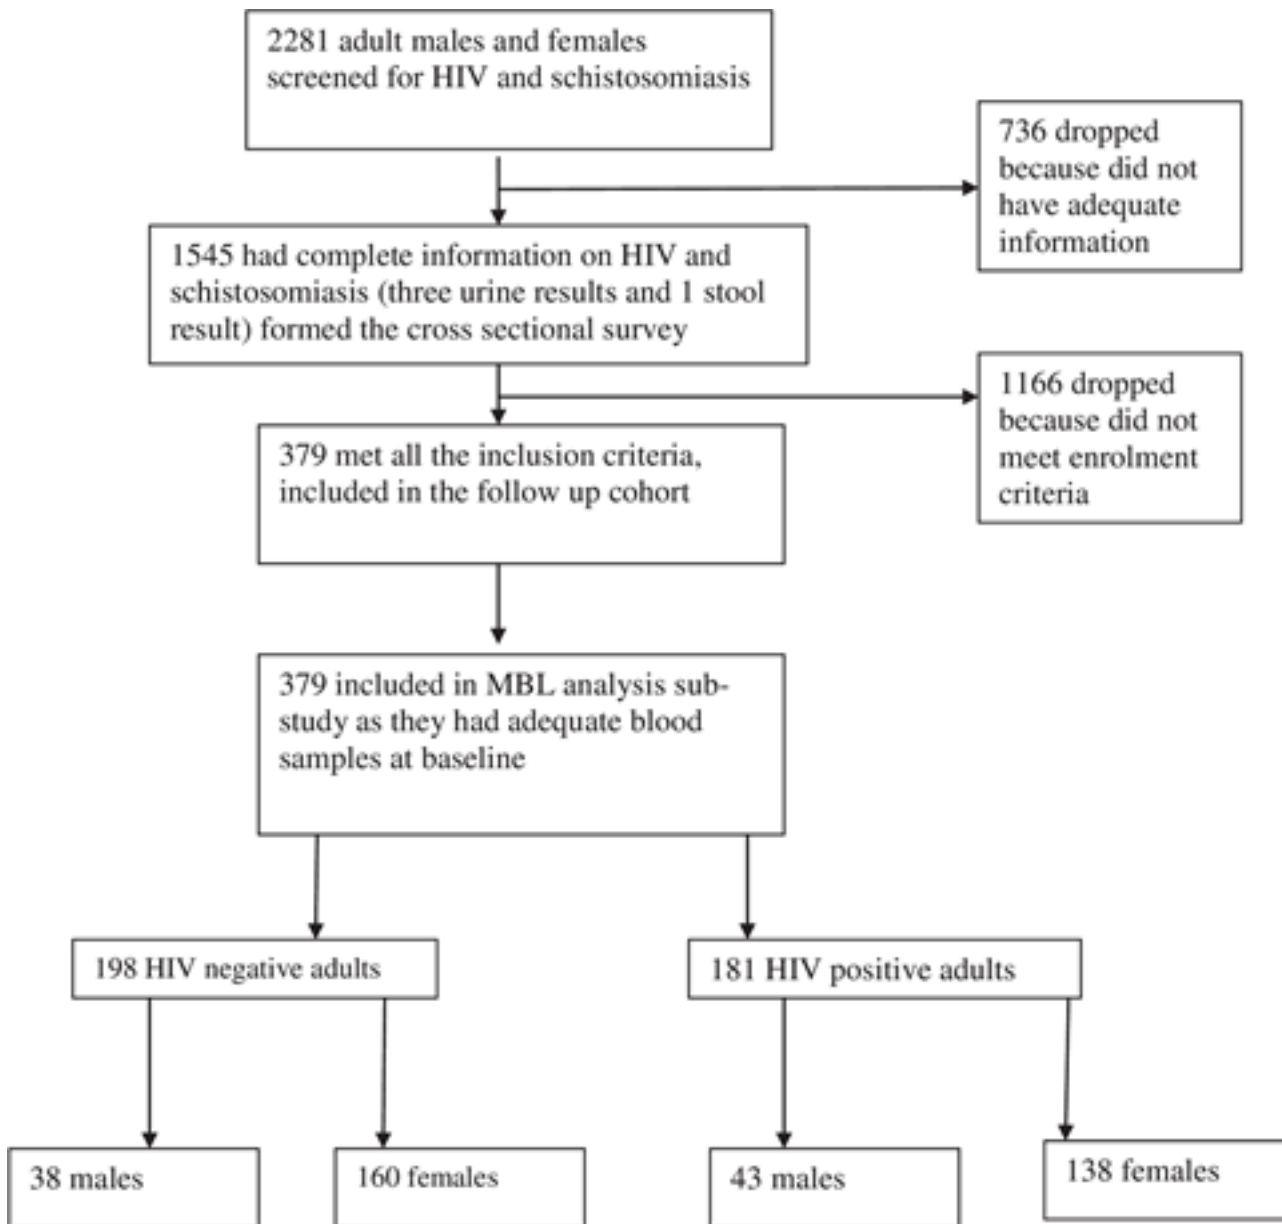 2281 adult males and females
screened for HIV and schistosomiasis
736 dropped
because did not
have adequate
information
1545 had complete information on HIV and
schistosomiasis (three urine results and 1 stool
result) formed the cross sectional survey
1166 dropped
because did not
meet enrolment
criteria
379 met all the inclusion criteria,
included in the follow up cohort
379 included in MBL analysis sub-
study as they had adequate blood
samples at baseline
198 HIV negative adults
181 HIV positive adults
38 males
160 females
43 males
138 females